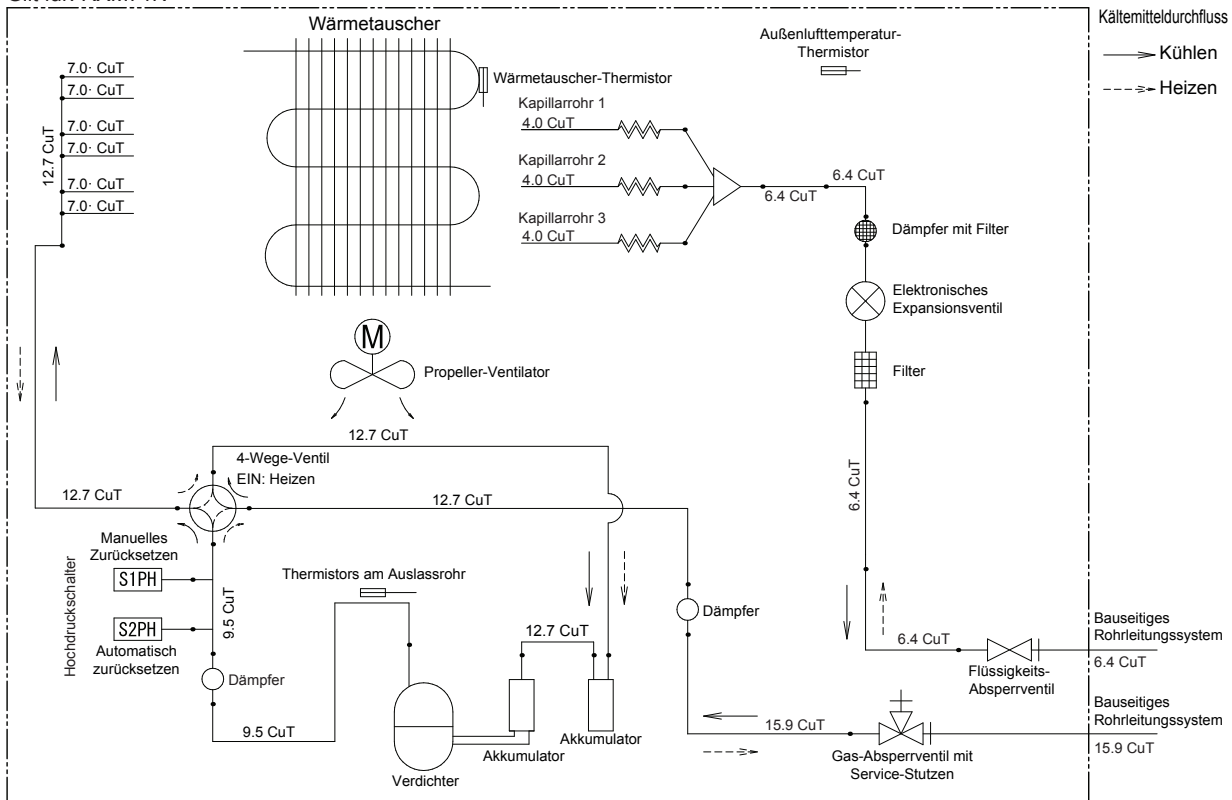 Wärmetauscher
Kältemitteldurchfluss
Kühlen
Heizen
Außenlufttemperatur-
Thermistor
7.0· CuT
7.0· CuT
7.0· CuT
7.0· CuT
7.0· CuT
7.0· CuT
12.7 CuT
Wärmetauscher-Thermistor
Kapillarrohr 1
4.0 CuT
Kapillarrohr 2
4.0 CuT
Kapillarrohr 3
4.0 CuT
6.4 CuT
6.4 CuT
Dämpfer mit Filter
Elektronisches
Expansionsventil
Filter
M
Propeller-Ventilator
12.7 CuT
4-Wege-Ventil
EIN: Heizen
12.7 CuT
12.7 CuT
6.4 CuT
Hochdruckschalter
Manuelles
Zurücksetzen
S1PH
S2PH
Automatisch
zurücksetzen
9.5 CuT
Thermistors am Auslassrohr
Dämpfer
Dämpfer
12.7 CuT
9.5 CuT
Verdichter
Akkumulator
Akkumulator
6.4 CuT
Flüssigkeits-
Absperrventil
Bauseitiges
Rohrleitungssystem
6.4 CuT
15.9 CuT
Gas-Absperrventil mit
Service-Stutzen
Bauseitiges
Rohrleitungssystem
15.9 CuT